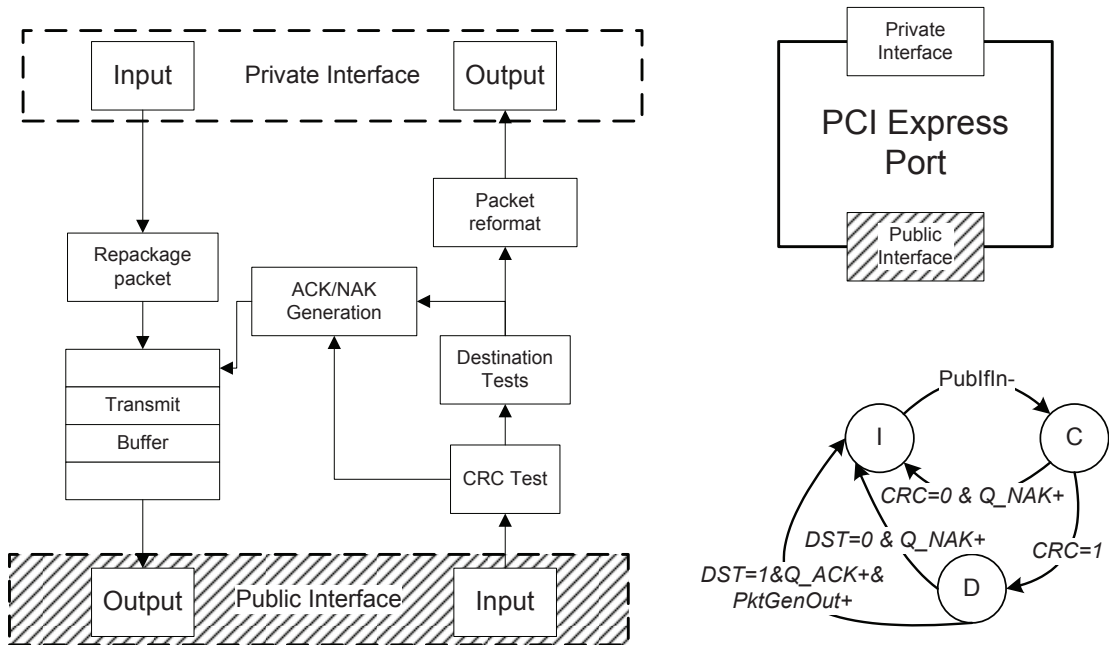 Input
Private Interface
Output
Packet
reformat
Repackage
packet
ACK/NAK
Generation
Destination
Tests
Transmit
Buffer
CRC Test
Output
Public Interface
Input
Private
Interface
PCI Express
Port
Public
Interface
PubIfIn-
I
C
CRC=0 & Q_NAK+
DST=0 & Q_NAK+
CRC=1
DST=1&Q_ACK+&
PktGenOut+
D